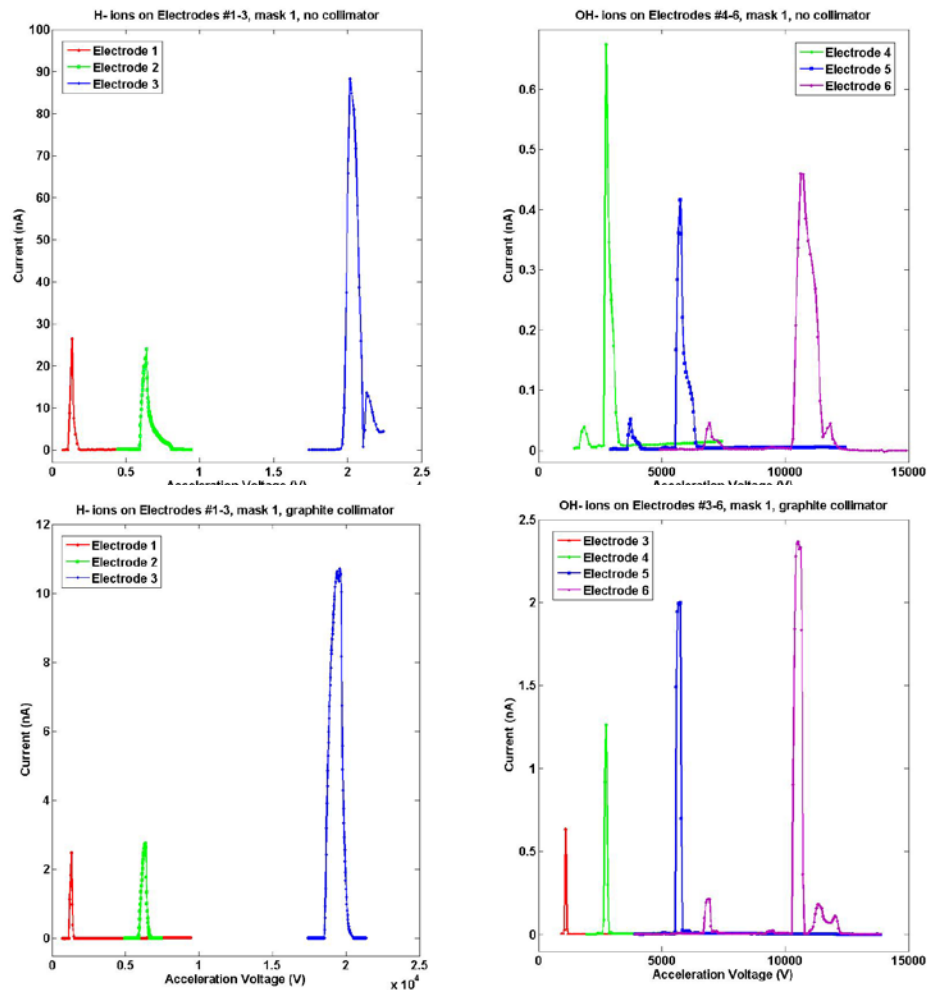 H- ions on Electrodes #1-3, mask 1, no collimator
100
90
80
70
60
50
40
30
20
10
0
Current (nA)
Electrode 1
Electrode 2
Electrode 3
0 0.5 1 1.5 2 2.5
Acceleration Voltage (V)
OH- ions on Electrodes #4-6, mask 1, no collimator
0.6
0.5
0.4
0.3
0.2
0.1
0
Current (nA)
Electrode 4
Electrode 5
Electrode 6
0 5000 10000 15000
Acceleration Voltage (V)
H- ions on Electrodes #1-3, mask 1, graphite collimator
12
10
8
6
4
2
0
Current (nA)
Electrode 1
Electrode 2
Electrode 3
0 0.5 1 1.5 2 2.5
Acceleration Voltage (V)
x 10⁴
OH- ions on Electrodes #3-6, mask 1, graphite collimator
2.5
2
1.5
1
0.5
0
Current (nA)
Electrode 3
Electrode 4
Electrode 5
Electrode 6
0 5000 10000 15000
Acceleration Voltage (V)